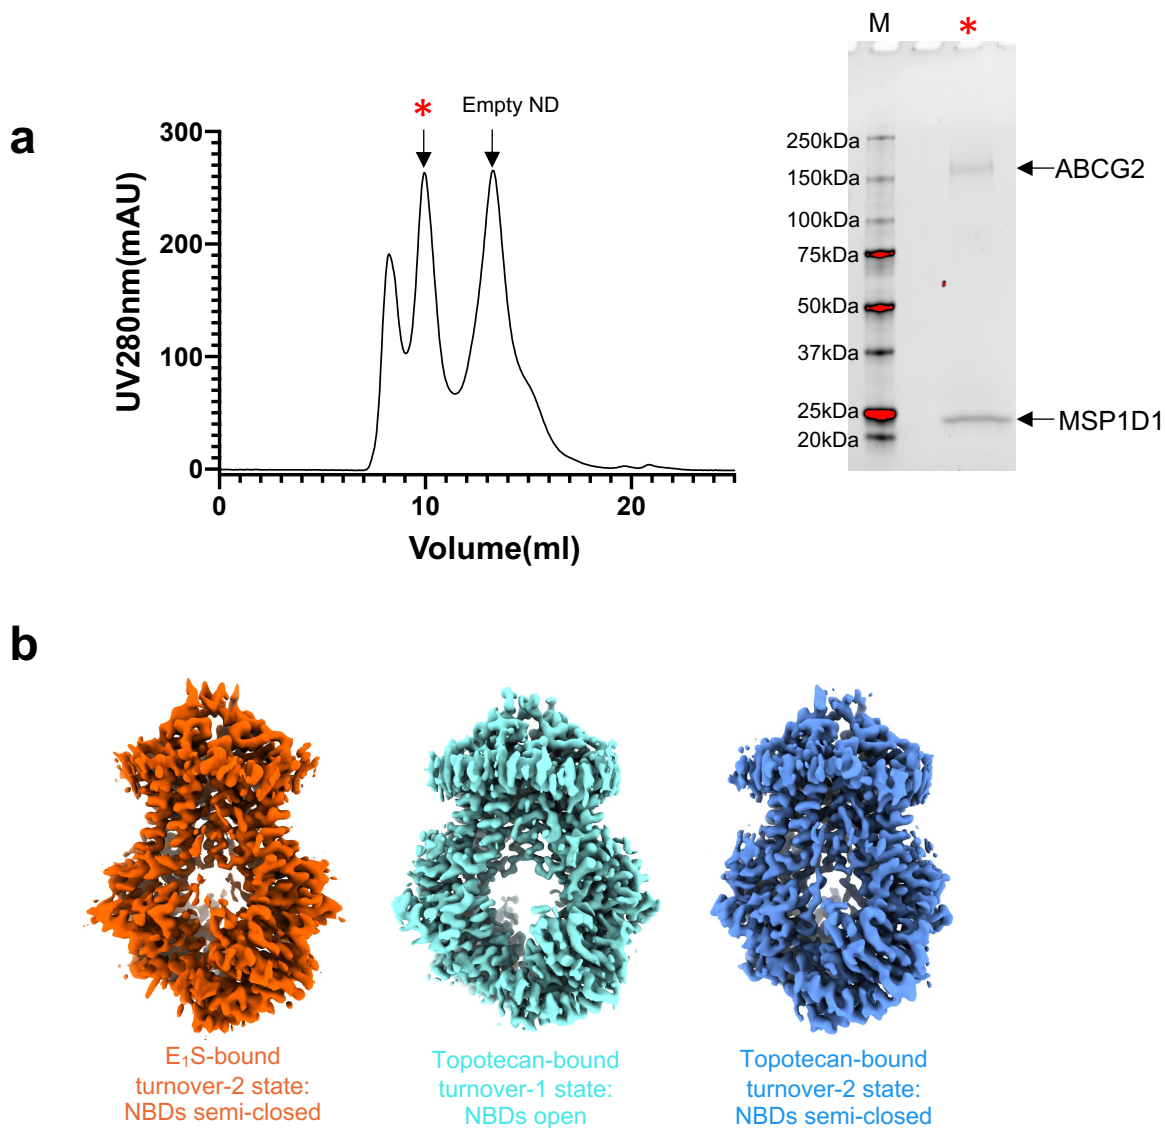 a
*
Empty ND
300
200
100
0
UV280nm(mAU)
0
10
20
Volume(ml)
M
*
250kDa
150kDa
100kDa
75kDa
50kDa
37kDa
25kDa
20kDa
ABCG2
MSP1D1
b
E₁S-bound
turnover-2 state:
NBDs semi-closed
Topotecan-bound
turnover-1 state:
NBDs open
Topotecan-bound
turnover-2 state:
NBDs semi-closed